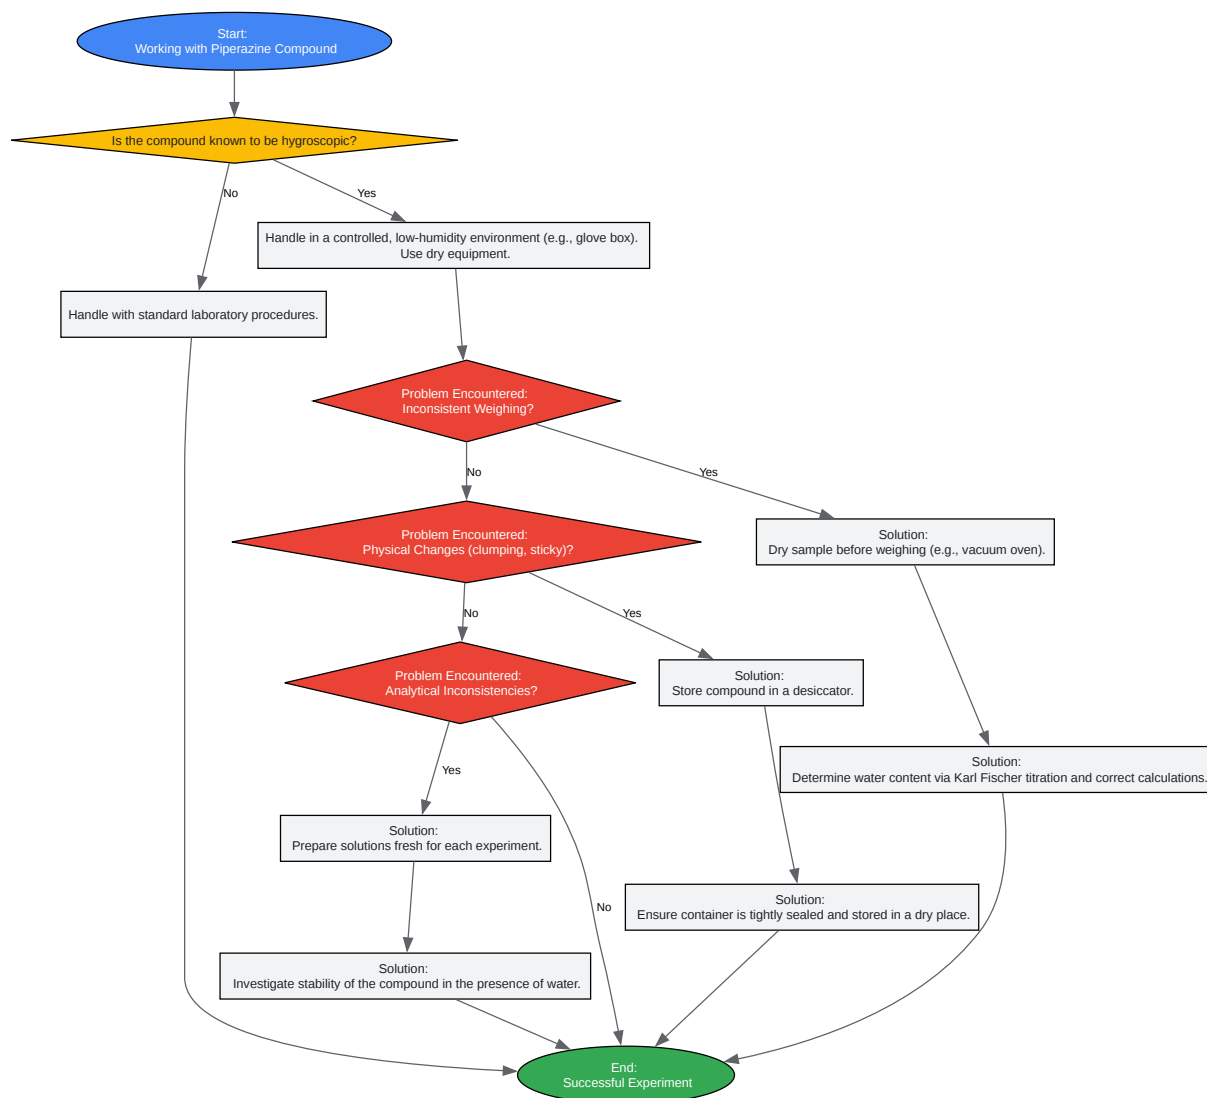 Start:
Working with Piperazine Compound
Is the compound known to be hygroscopic?
No
Yes
Handle in a controlled, low-humidity environment (e.g., glove box).
Use dry equipment.
Handle with standard laboratory procedures.
Problem Encountered:
Inconsistent Weighing?
No
Yes
Problem Encountered:
Physical Changes (clumping, sticky)?
Solution:
Dry sample before weighing (e.g., vacuum oven).
No
Yes
Problem Encountered:
Analytical Inconsistencies?
Solution:
Store compound in a desiccator.
Yes
Solution:
Determine water content via Karl Fischer titration and correct calculations.
Solution:
Prepare solutions fresh for each experiment.
No
Solution:
Ensure container is tightly sealed and stored in a dry place.
Solution:
Investigate stability of the compound in the presence of water.
End:
Successful Experiment